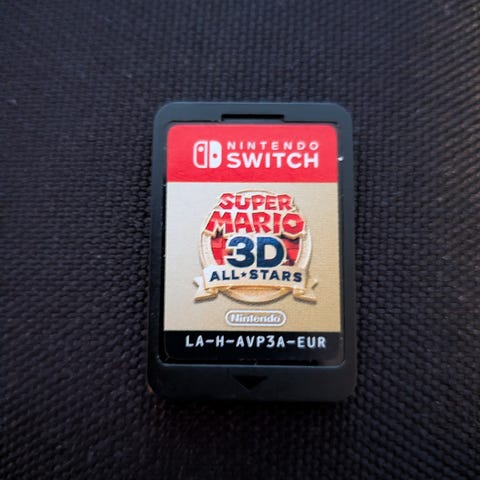 NINTENDO
SWITCH
SUPER
MARIO
3D
ALL★STARS
Nintendo
LA-H-AVP3A-EUR